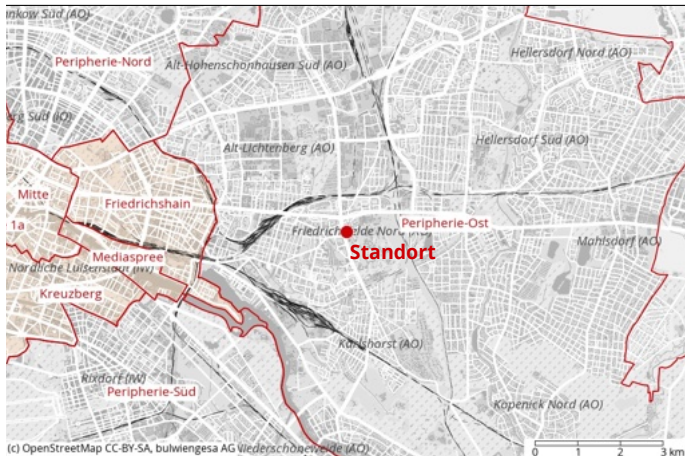 nkow Süd (AO)
Hellersdorf Nord (AO)
Peripherie-Nord
Alt-Hohenschönhausen Süd (AO)
erg Süd (IO)
Alt-Lichtenberg (AO)
Hellersdorf Süd (AO)
Mitte
Friedrichshain
1a
Peripherie-Ost
Friedrichsfelde Nord (AO)
Mahlsdorf (AO)
Standort
Mediaspree
Nördliche Luisenstadt (IW)
Kreuzberg
Karlshorst (AO)
Rixdorf (IW)
Peripherie-Süd
Köpenick Nord (AO)
(c) OpenStreetMap CC-BY-SA, bulwiengesa AG
Niederschöneweide (AO)
0 1 2 3 km